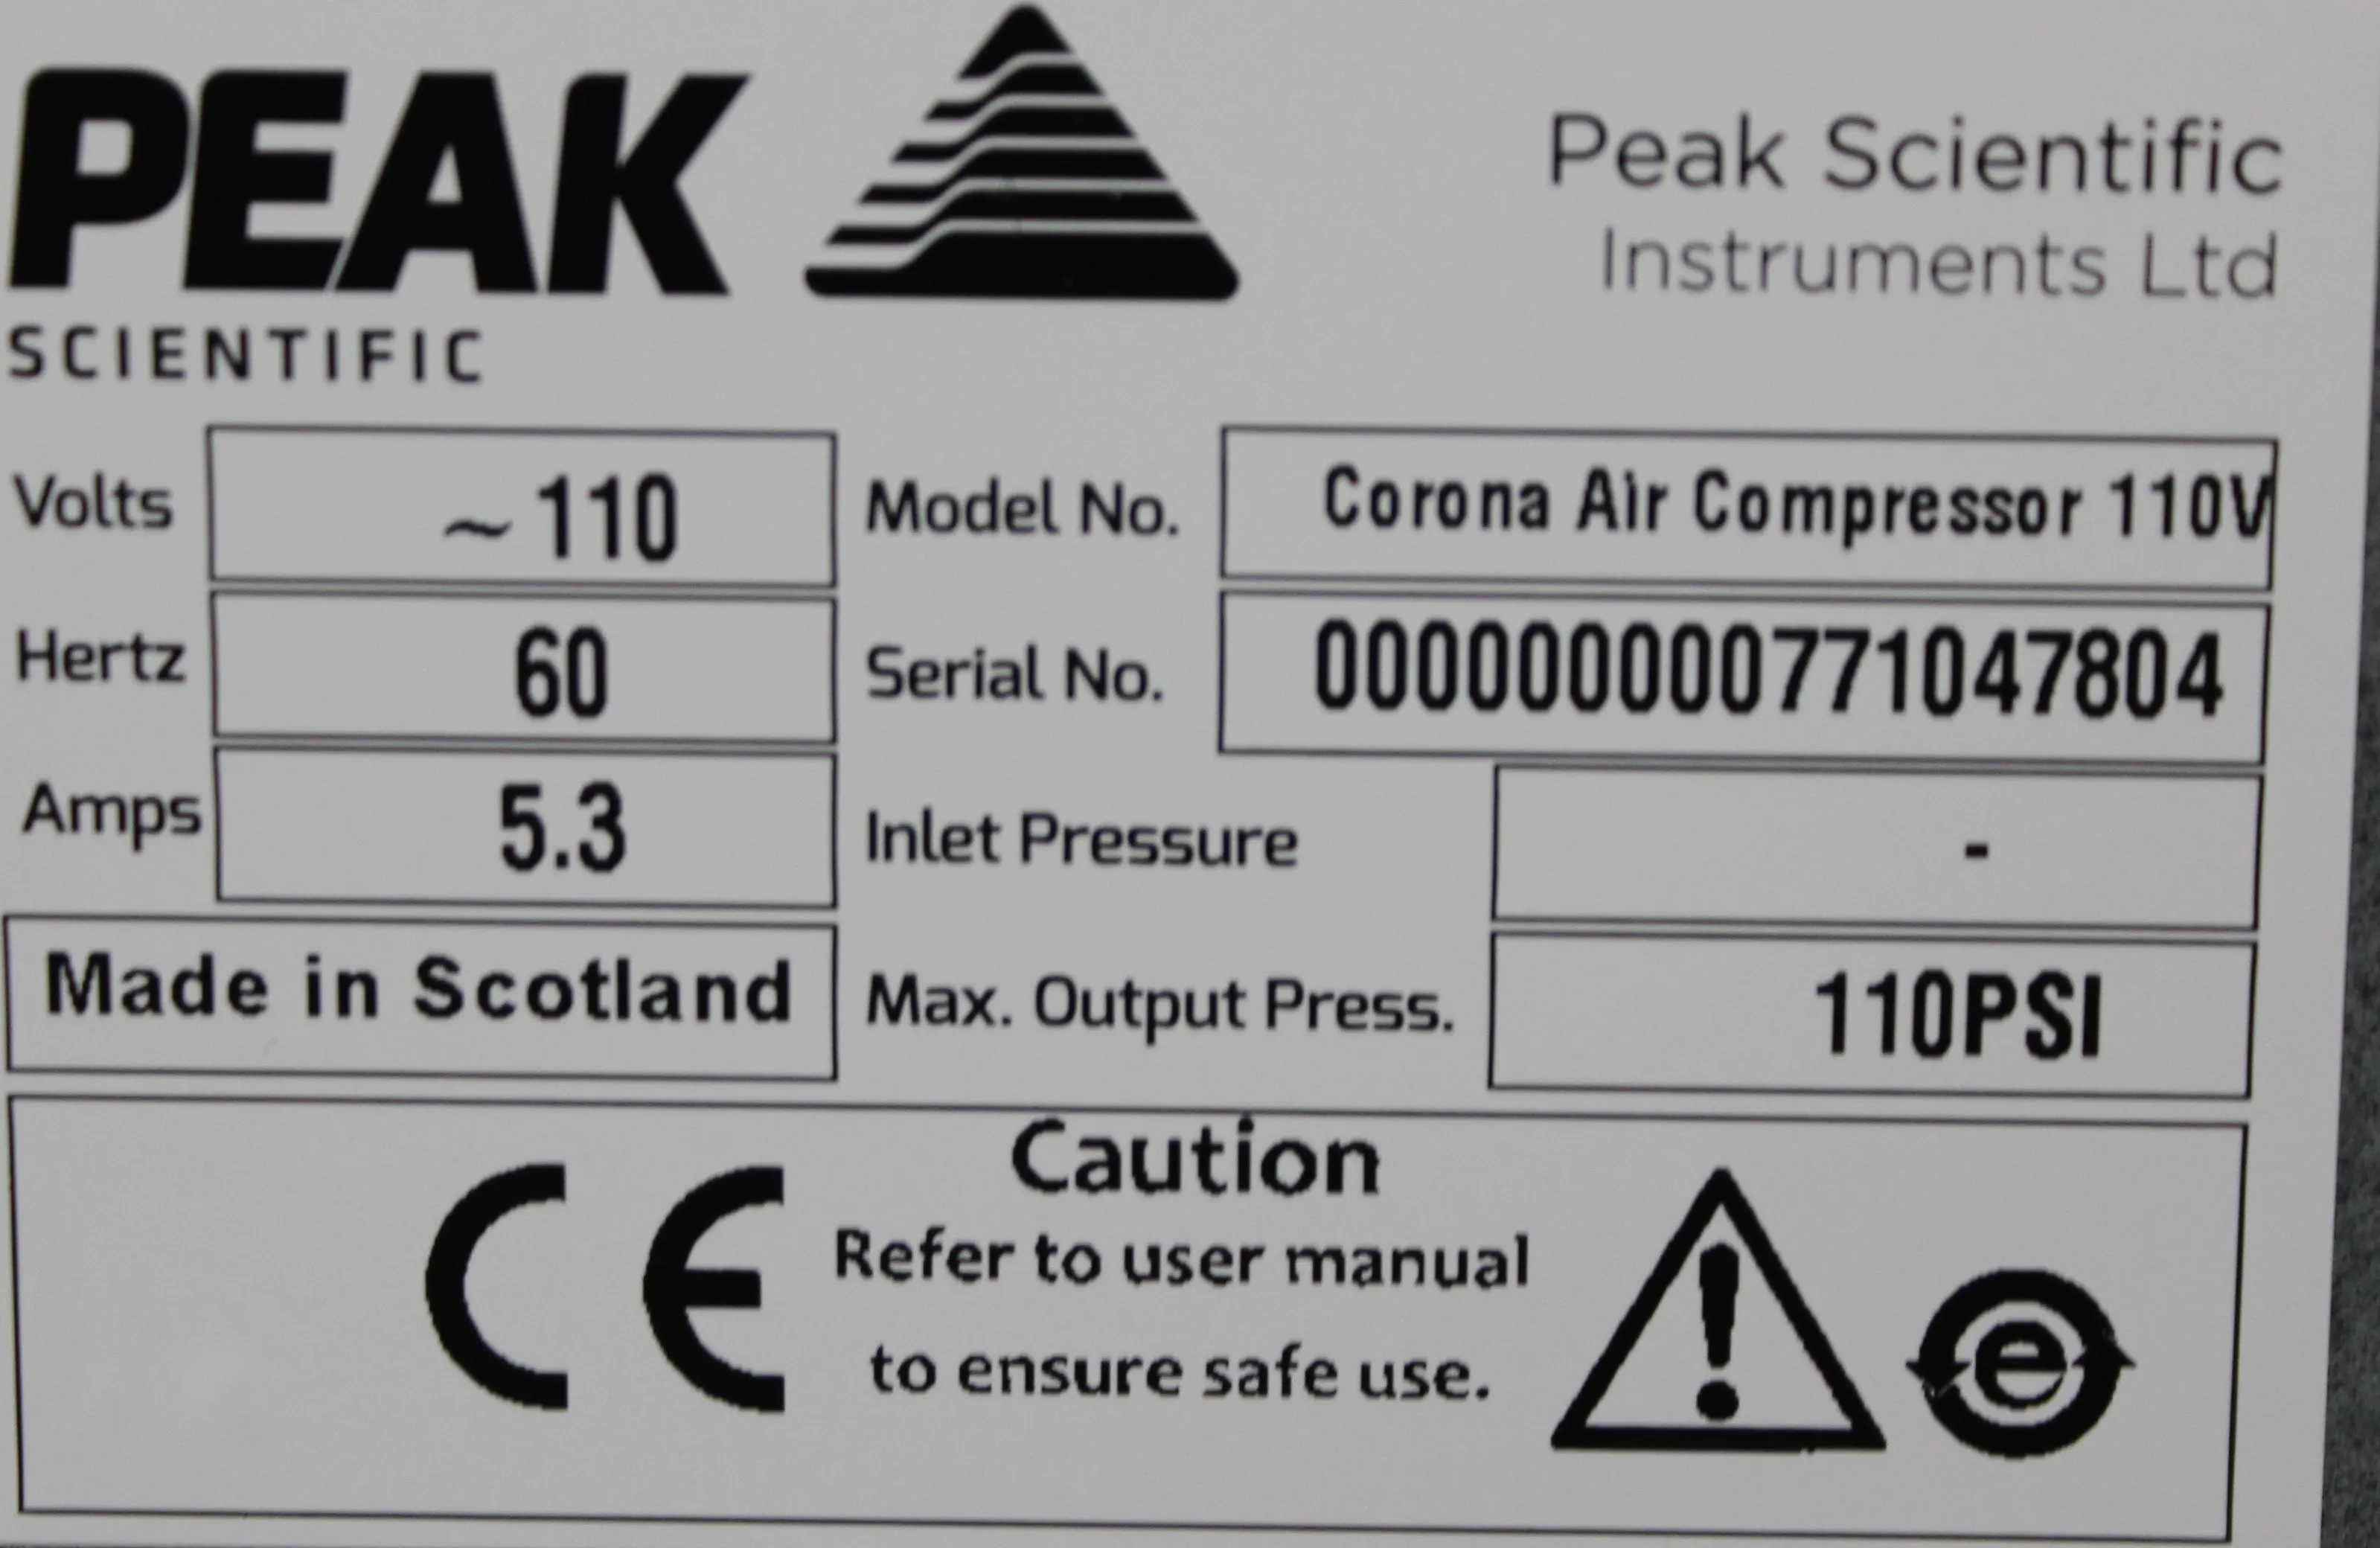 PEAK
SCIENTIFIC
Peak Scientific
Instruments Ltd
Volts ~110 Model No. Corona Air Compressor 110V
Hertz 60 Serial No. 000000000771047804
Amps 5.3 Inlet Pressure -
Made in Scotland Max. Output Press. 110PSI
CE
Caution
Refer to user manual
to ensure safe use.
e